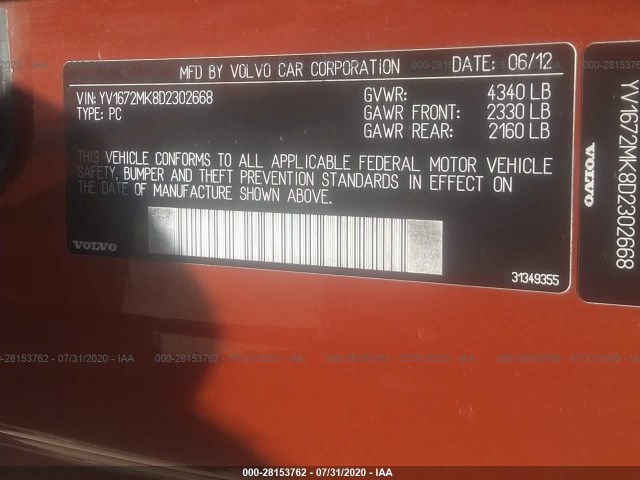 MFD BY VOLVO CAR CORPORATION DATE: 06/12
VIN: YV1672MK8D2302668 GVWR: 4340 LB
TYPE: PC GAWR FRONT: 2330 LB
GAWR REAR: 2160 LB
THIS VEHICLE CONFORMS TO ALL APPLICABLE FEDERAL MOTOR VEHICLE
SAFETY, BUMPER AND THEFT PREVENTION STANDARDS IN EFFECT ON
THE DATE OF MANUFACTURE SHOWN ABOVE.
VOLVO
31349355
VOLVO
YV1672MK8D2302668
000-28153762 - 07/31/2020 - IAA
000-28153762 - 07/31/2020 - IAA
000-28153762 - 07/31/2020 - IAA